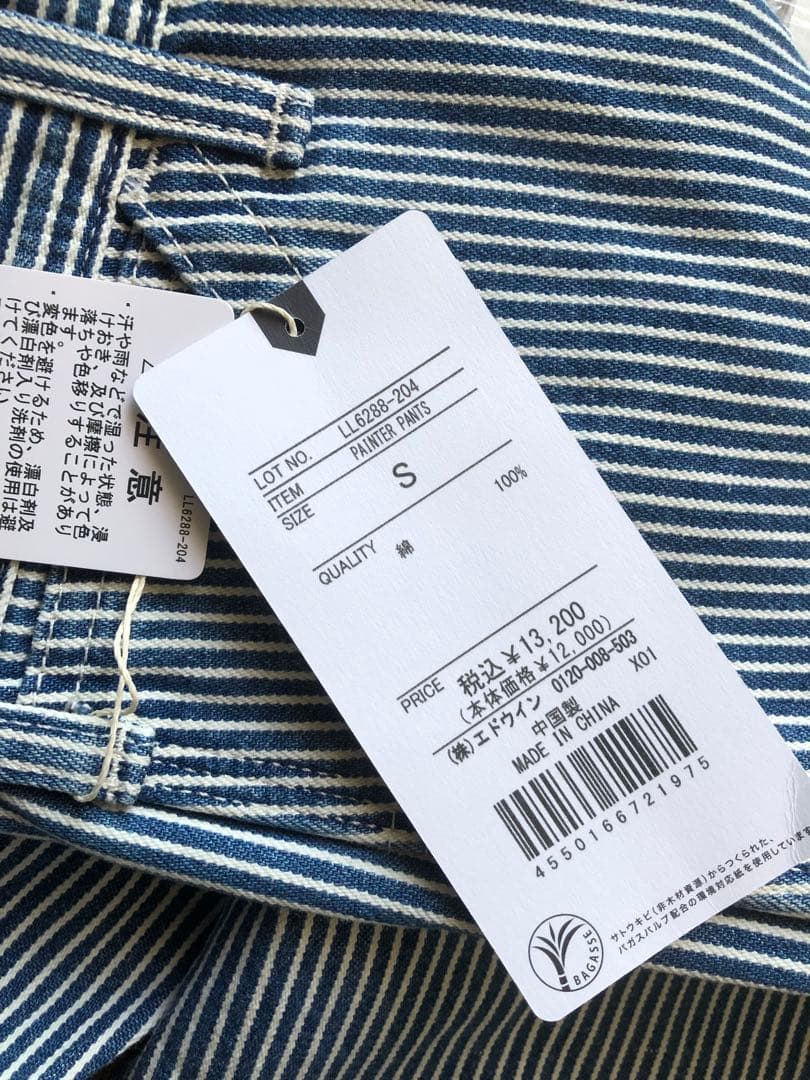 LOT NO. LL6288-204
ITEM PAINTER PANTS
SIZE S
QUALITY 綿 100%
PRICE 税込¥13,200
(本体価格¥12,000)
(株)エドウイン 0120-008-503
中国製 X01
MADE IN CHINA
4550166721975
サトウキビ(非木材資源)からつくられた、
バガスパルプ配合の環境対応紙を使用しています
BAGASSE
注意
・汗や雨などで湿った状態、浸
けおき、及び摩擦によって色
落ちや色移りすることがあり
ます。
・変色を避けるため、漂白剤及
び漂白剤入り洗剤の使用は避
けてください
LL6288-204